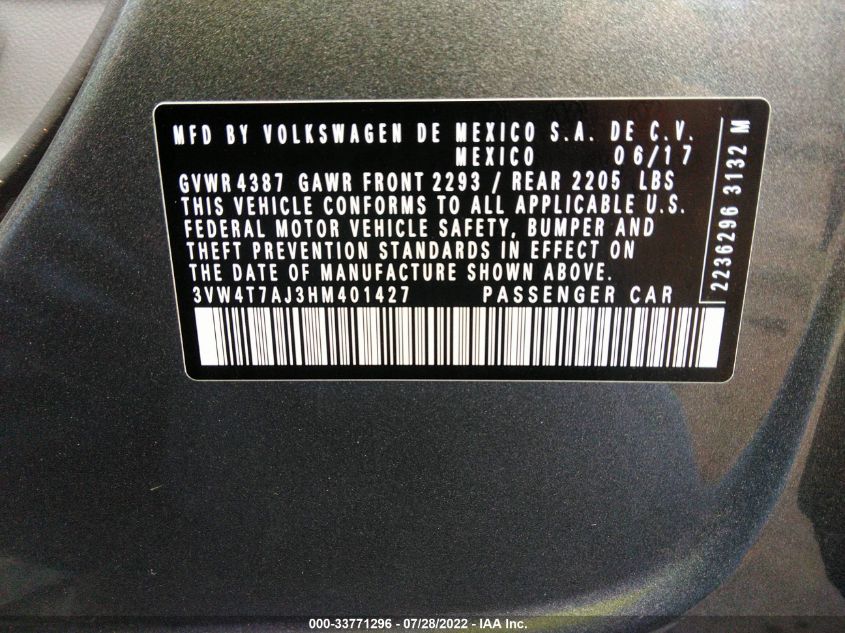 MFD BY VOLKSWAGEN DE MEXICO S.A. DE C.V.
MEXICO 06/17
GVWR 4387 GAWR FRONT 2293 / REAR 2205 LBS
THIS VEHICLE CONFORMS TO ALL APPLICABLE U.S.
FEDERAL MOTOR VEHICLE SAFETY, BUMPER AND
THEFT PREVENTION STANDARDS IN EFFECT ON
THE DATE OF MANUFACTURE SHOWN ABOVE.
3VW4T7AJ3HM401427 PASSENGER CAR
2236296 3132 M
000-33771296 - 07/28/2022 - IAA Inc.